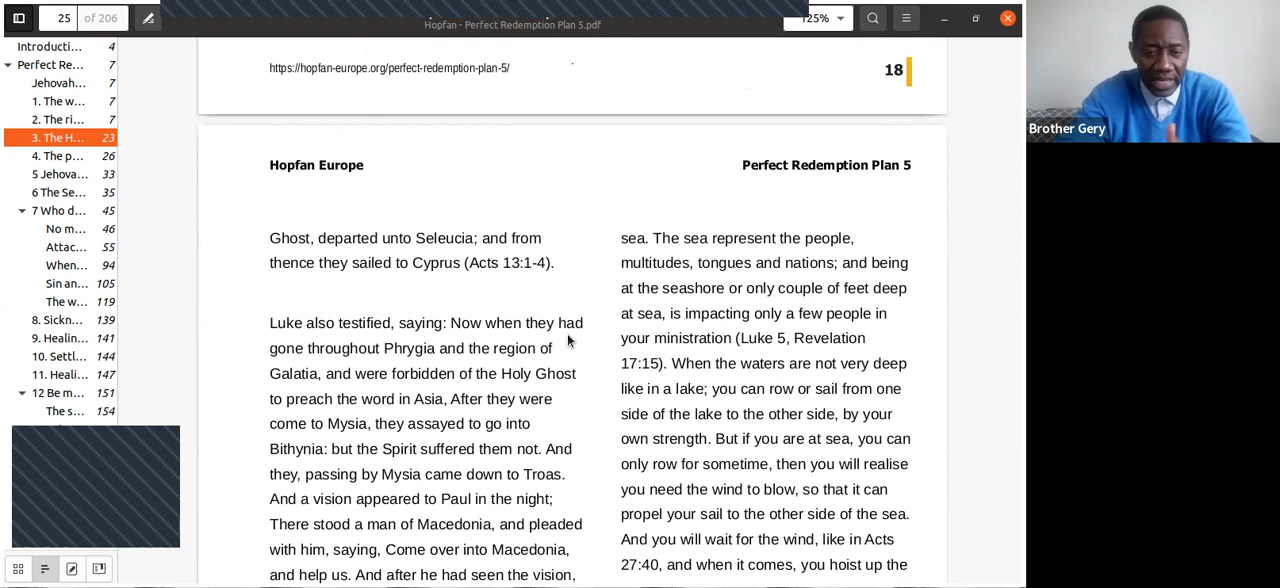 25 of 206
Hopfan - Perfect Redemption Plan 5.pdf
125%
Introducti... 4
Perfect Re... 7
Jehovah... 7
1. The w... 7
2. The ri... 7
3. The H... 23
4. The p... 26
5 Jehova... 33
6 The Se... 35
7 Who d... 45
No m... 46
Attac... 55
When... 94
Sin an... 105
The w... 119
8. Sickn... 139
9. Healin... 141
10. Settl... 144
11. Heali... 147
12 Be m... 151
The s... 154
https://hopfan-europe.org/perfect-redemption-plan-5/
18
Hopfan Europe
Perfect Redemption Plan 5
Ghost, departed unto Seleucia; and from
thence they sailed to Cyprus (Acts 13:1-4).
Luke also testified, saying: Now when they had
gone throughout Phrygia and the region of
Galatia, and were forbidden of the Holy Ghost
to preach the word in Asia, After they were
come to Mysia, they assayed to go into
Bithynia: but the Spirit suffered them not. And
they, passing by Mysia came down to Troas.
And a vision appeared to Paul in the night;
There stood a man of Macedonia, and pleaded
with him, saying, Come over into Macedonia,
and help us. And after he had seen the vision,
sea. The sea represent the people,
multitudes, tongues and nations; and being
at the seashore or only couple of feet deep
at sea, is impacting only a few people in
your ministration (Luke 5, Revelation
17:15). When the waters are not very deep
like in a lake; you can row or sail from one
side of the lake to the other side, by your
own strength. But if you are at sea, you can
only row for sometime, then you will realise
you need the wind to blow, so that it can
propel your sail to the other side of the sea.
And you will wait for the wind, like in Acts
27:40, and when it comes, you hoist up the
Brother Gery